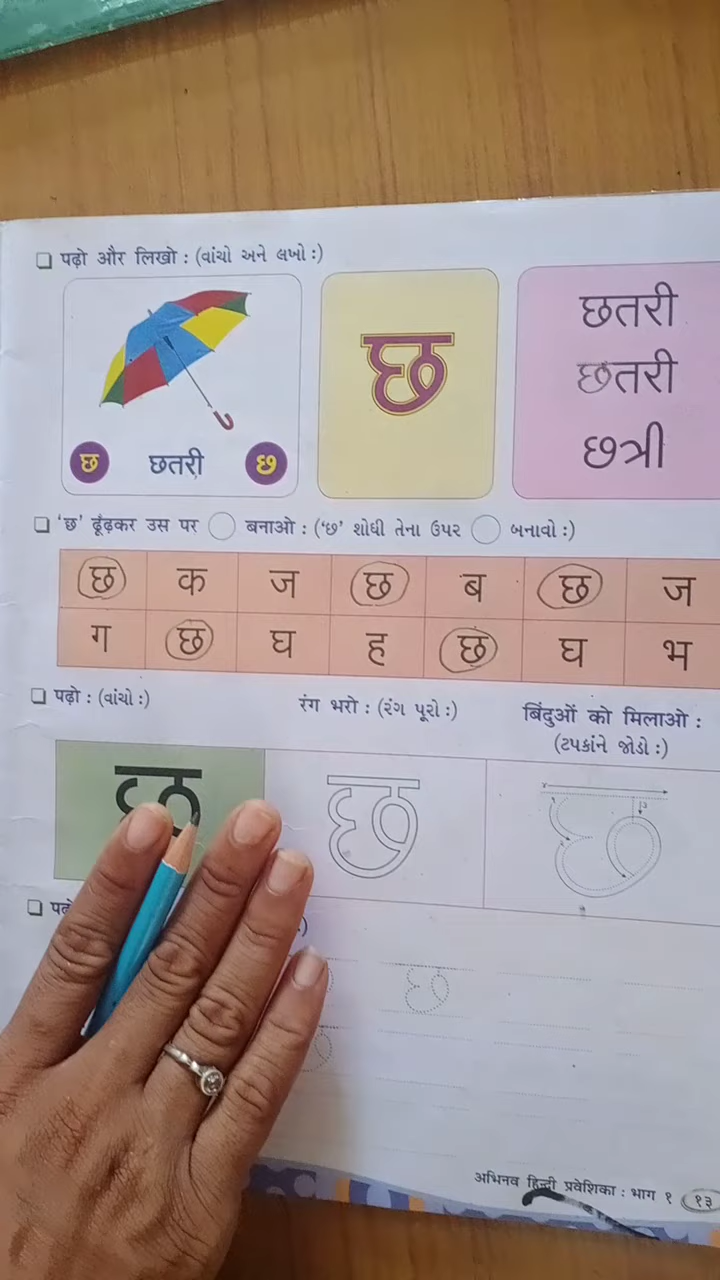 ❑ पढ़ो और लिखो : (વાંચો અને લખો :)
छ छतरी छ
छ
छतरी
छतरी
छत्री
❑ 'छ' ढूँढ़कर उस पर ◯ बनाओ : ('छ' શોધી તેના ઉપર ◯ બનાવો :)
छ क ज छ ब छ ज
ग छ घ ह छ घ भ
❑ पढ़ो : (વાંચો :)
रंग भरो : (રંગ પૂરો :)
बिंदुओं को मिलाओ :
(ટપકાંને જોડો :)
छ छ छ
छ
अभिनव हिन्दी प्रवेशिका : भाग १ १३